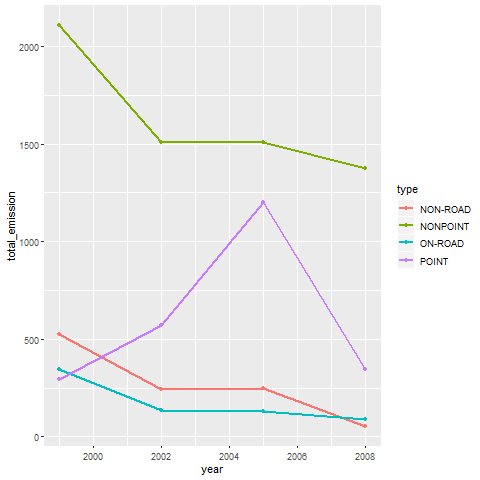 2000
1500
1000
500
0
total_emission
2000
2002
2004
2006
2008
year
type
NON-ROAD
NONPOINT
ON-ROAD
POINT